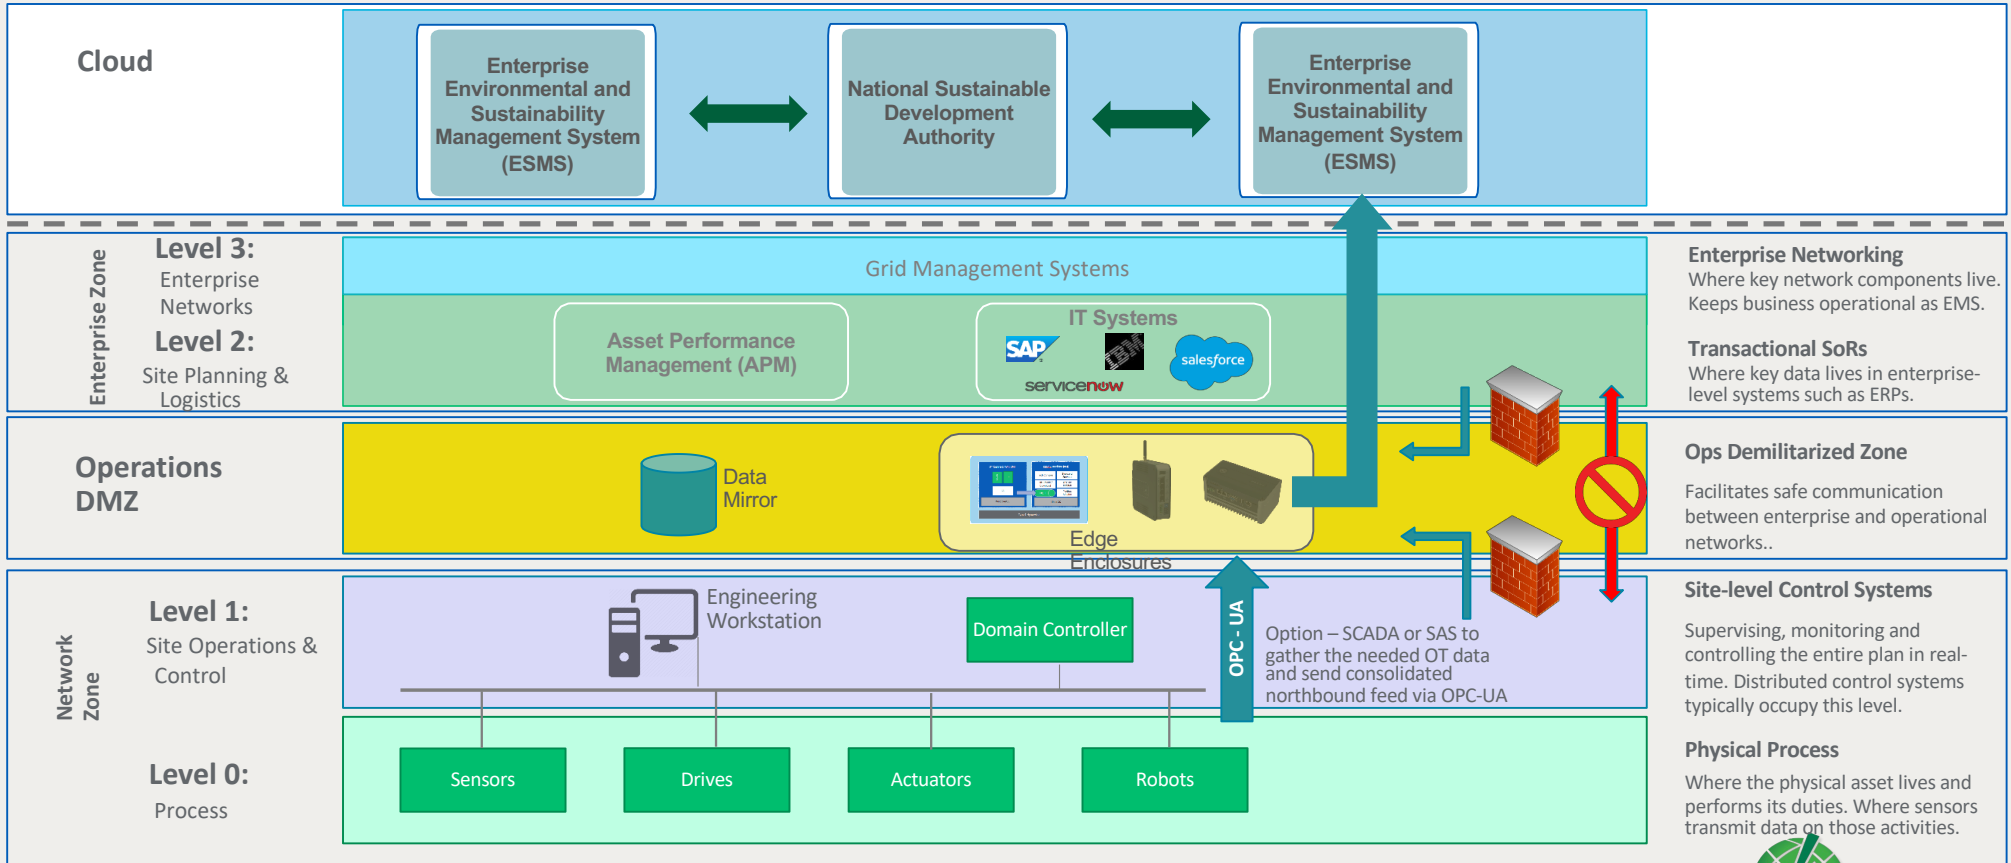 Cloud
Enterprise
Environmental and
Sustainability
Management System
(ESMS)
National Sustainable
Development
Authority
Enterprise
Environmental and
Sustainability
Management System
(ESMS)
Enterprise Zone
Level 3:
Enterprise
Networks
Level 2:
Site Planning &
Logistics
Grid Management Systems
Asset Performance
Management (APM)
IT Systems
SAP
IBM
salesforce
servicenow
Enterprise Networking
Where key network components live.
Keeps business operational as EMS.
Transactional SoRs
Where key data lives in enterprise-
level systems such as ERPs.
Operations
DMZ
Data
Mirror
Edge
Enclosures
Ops Demilitarized Zone
Facilitates safe communication
between enterprise and operational
networks..
Network
Zone
Level 1:
Site Operations &
Control
Engineering
Workstation
Domain Controller
OPC - UA
Option – SCADA or SAS to
gather the needed OT data
and send consolidated
northbound feed via OPC-UA
Site-level Control Systems
Supervising, monitoring and
controlling the entire plan in real-
time. Distributed control systems
typically occupy this level.
Level 0:
Process
Sensors
Drives
Actuators
Robots
Physical Process
Where the physical asset lives and
performs its duties. Where sensors
transmit data on those activities.